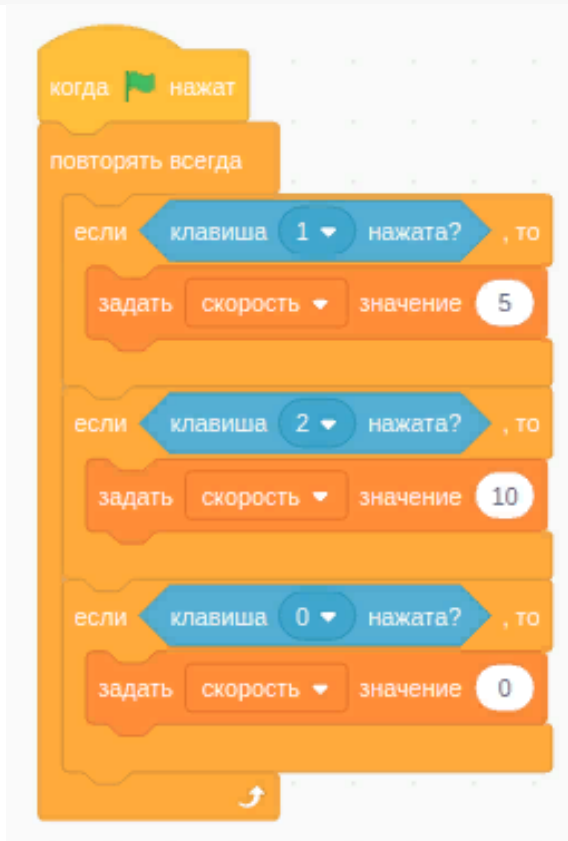 когда нажат
повторять всегда
если клавиша 1 нажата? , то
задать скорость значение 5
если клавиша 2 нажата? , то
задать скорость значение 10
если клавиша 0 нажата? , то
задать скорость значение 0